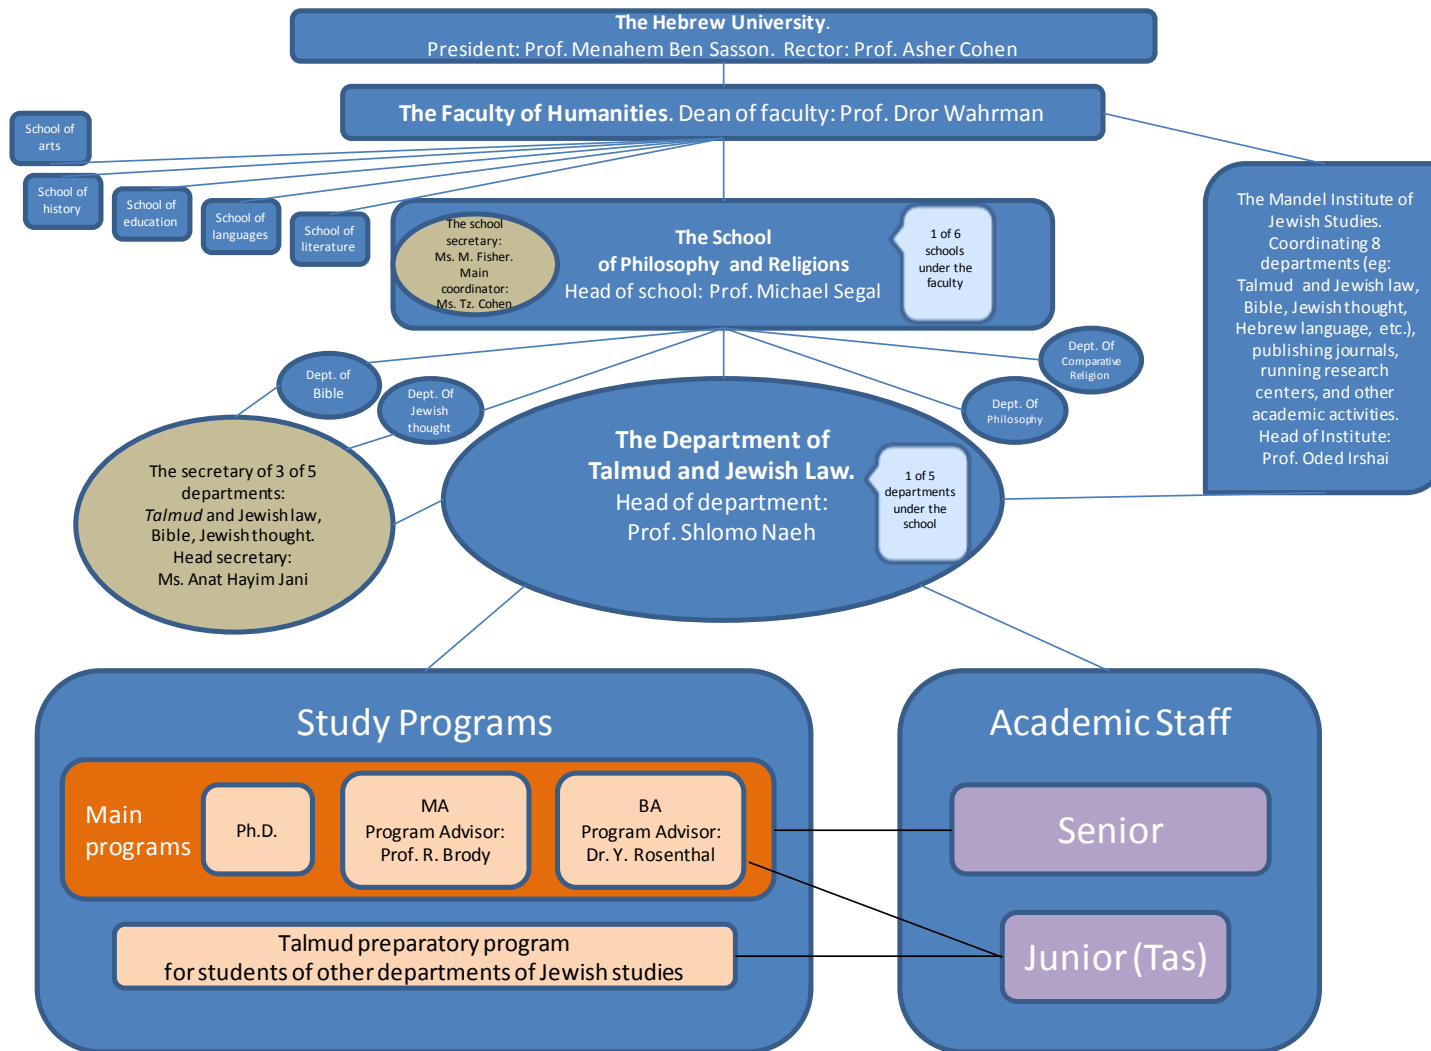 The Hebrew University.
President: Prof. Menahem Ben Sasson. Rector: Prof. Asher Cohen
The Faculty of Humanities. Dean of faculty: Prof. Dror Wahrman
School of
arts
School of
history
School of
education
School of
languages
School of
literature
The school
secretary:
Ms. M. Fisher.
Main
coordinator:
Ms. Tz. Cohen
The School
of Philosophy and Religions
Head of school: Prof. Michael Segal
1 of 6
schools
under the
faculty
The Mandel Institute of
Jewish Studies.
Coordinating 8
departments (eg:
Talmud and Jewish law,
Bible, Jewish thought,
Hebrew language, etc.),
publishing journals,
running research
centers, and other
academic activities.
Head of Institute:
Prof. Oded Irshai
Dept. of
Bible
Dept. Of
Jewish
thought
Dept. Of
Philosophy
Dept. Of
Comparative
Religion
The secretary of 3 of 5
departments:
Talmud and Jewish law,
Bible, Jewish thought.
Head secretary:
Ms. Anat Hayim Jani
The Department of
Talmud and Jewish Law.
Head of department:
Prof. Shlomo Naeh
1 of 5
departments
under the
school
Study Programs
Main
programs
Ph.D.
MA
Program Advisor:
Prof. R. Brody
BA
Program Advisor:
Dr. Y. Rosenthal
Talmud preparatory program
for students of other departments of Jewish studies
Academic Staff
Senior
Junior (Tas)